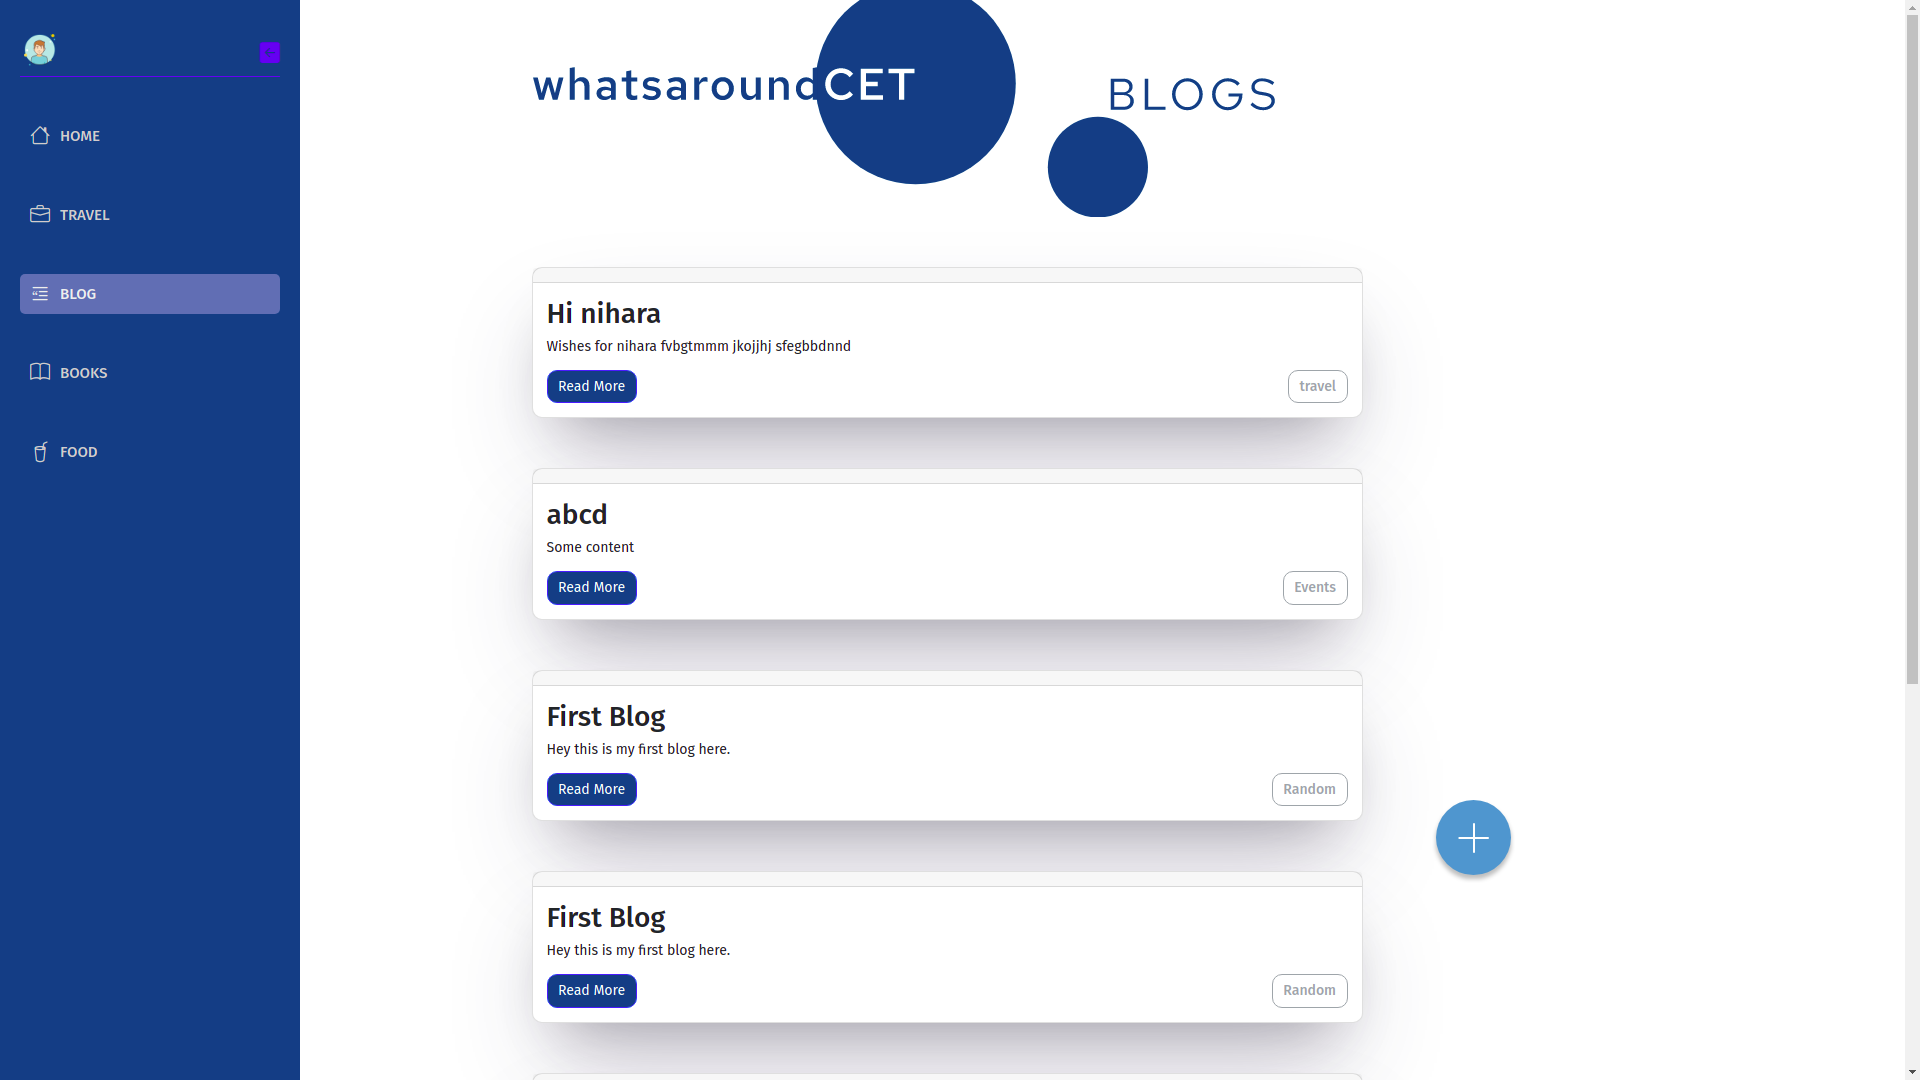 HOME
TRAVEL
BLOG
BOOKS
FOOD
whatsaroundCET
BLOGS
Hi nihara
Wishes for nihara fvbgtmmm jkojjhj sfegbbdnnd
Read More
travel
abcd
Some content
Read More
Events
First Blog
Hey this is my first blog here.
Read More
Random
First Blog
Hey this is my first blog here.
Read More
Random